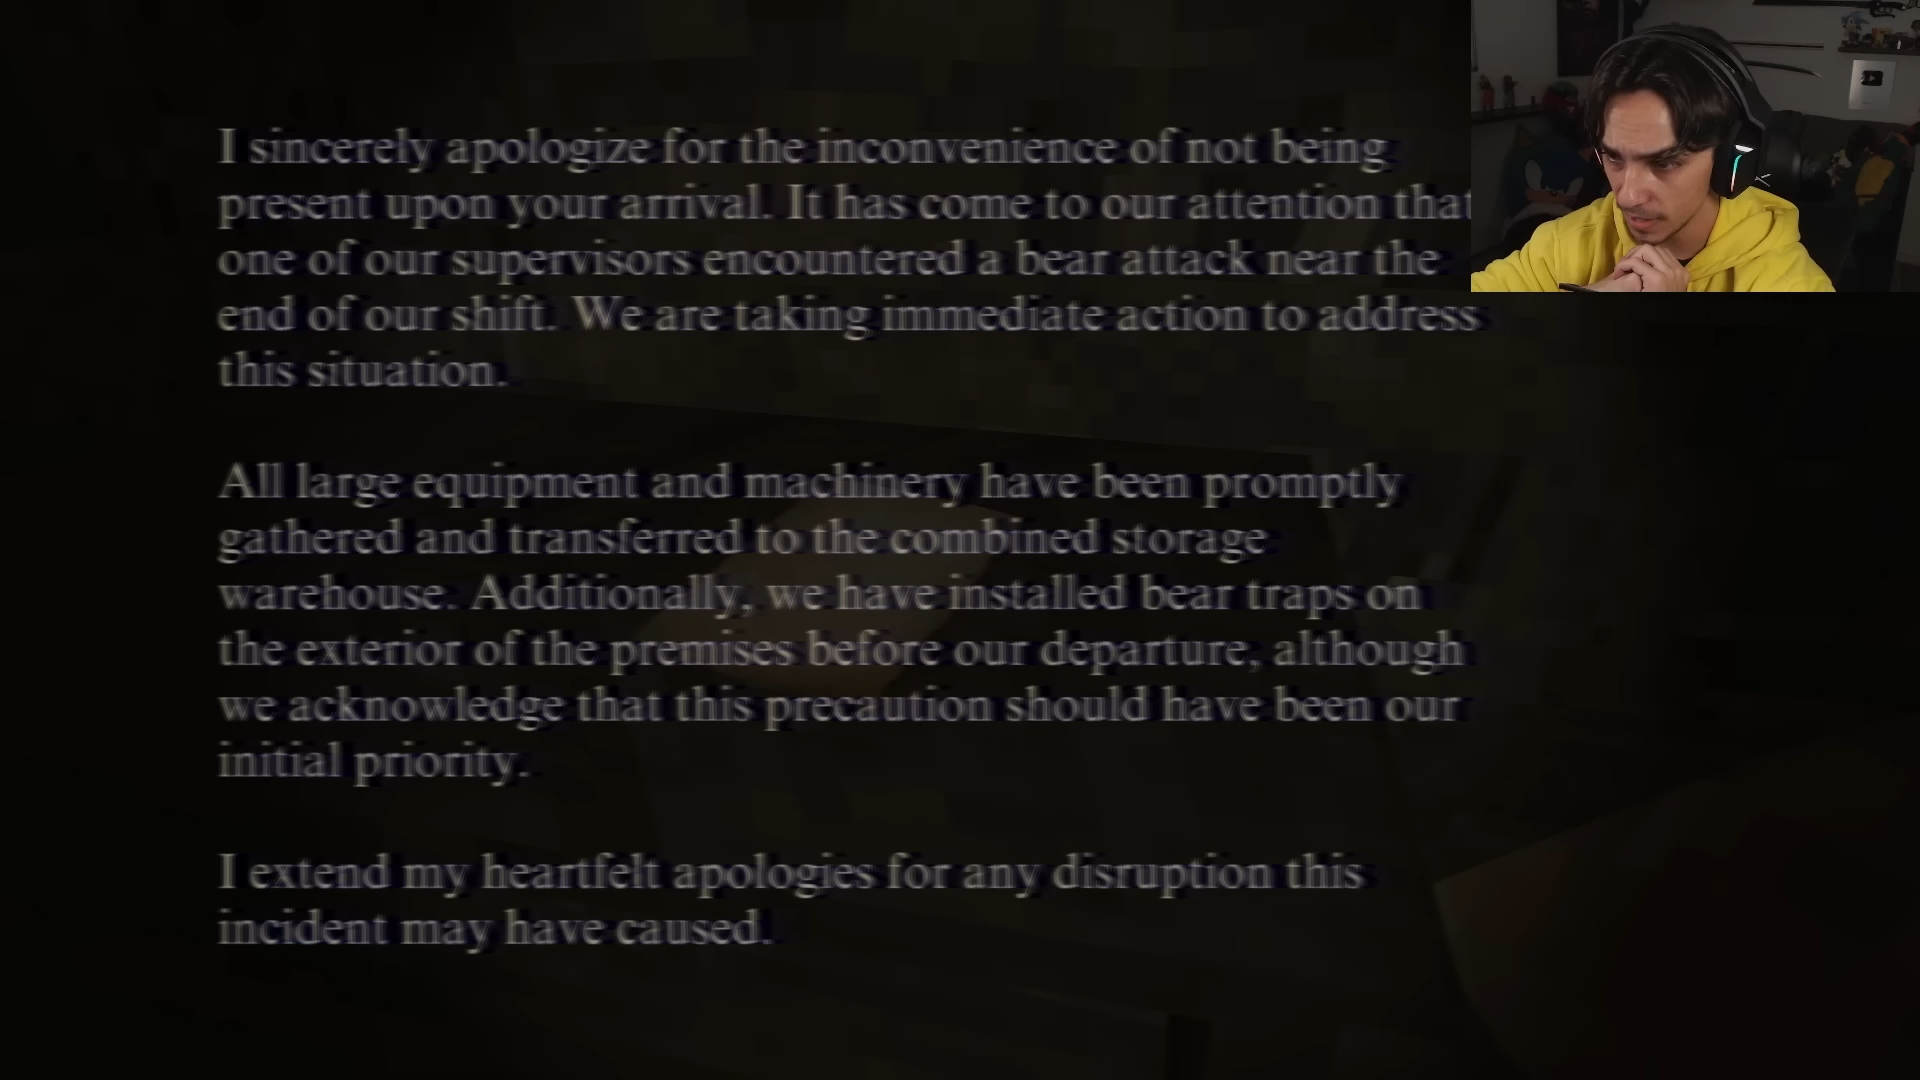 I sincerely apologize for the inconvenience of not being
present upon your arrival. It has come to our attention that
one of our supervisors encountered a bear attack near the
end of our shift. We are taking immediate action to address
this situation.
All large equipment and machinery have been promptly
gathered and transferred to the combined storage
warehouse. Additionally, we have installed bear traps on
the exterior of the premises before our departure, although
we acknowledge that this precaution should have been our
initial priority.
I extend my heartfelt apologies for any disruption this
incident may have caused.